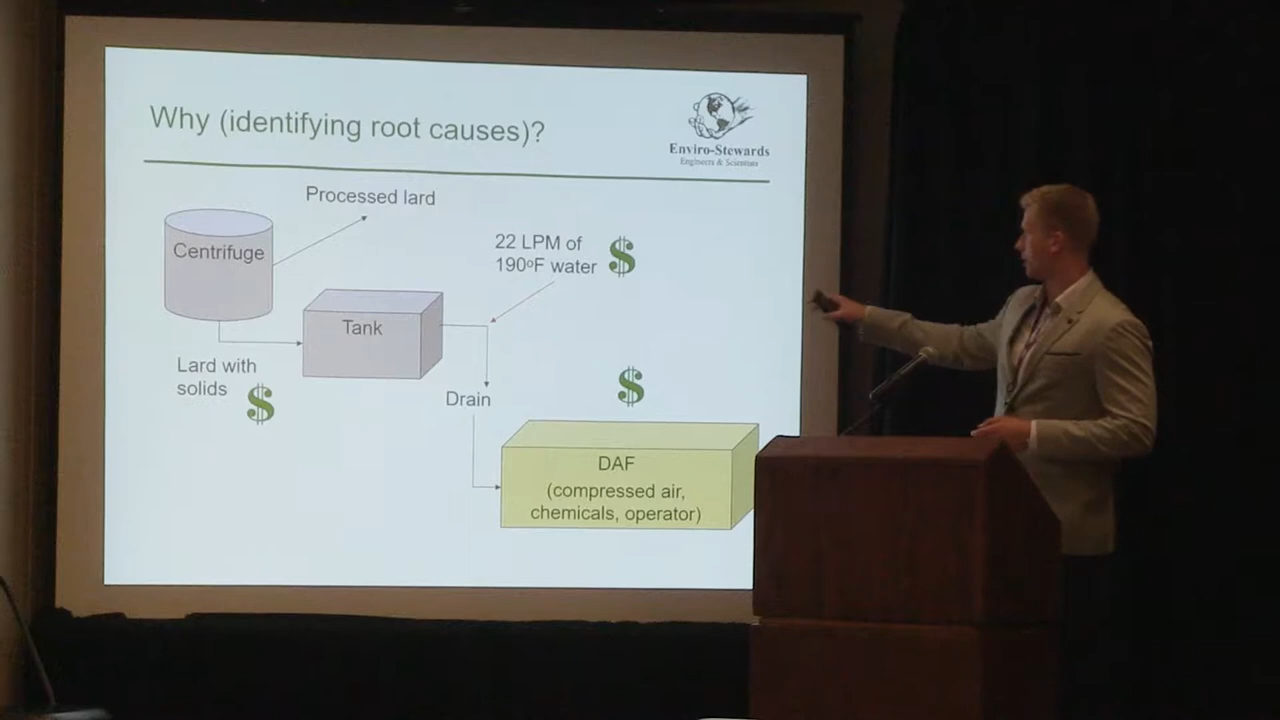 Why (identifying root causes)?
Enviro-Stewards
Engineers & Scientists
Processed lard
Centrifuge
22 LPM of
190ºF water
$
Tank
Lard with
solids
$
Drain
$
DAF
(compressed air,
chemicals, operator)